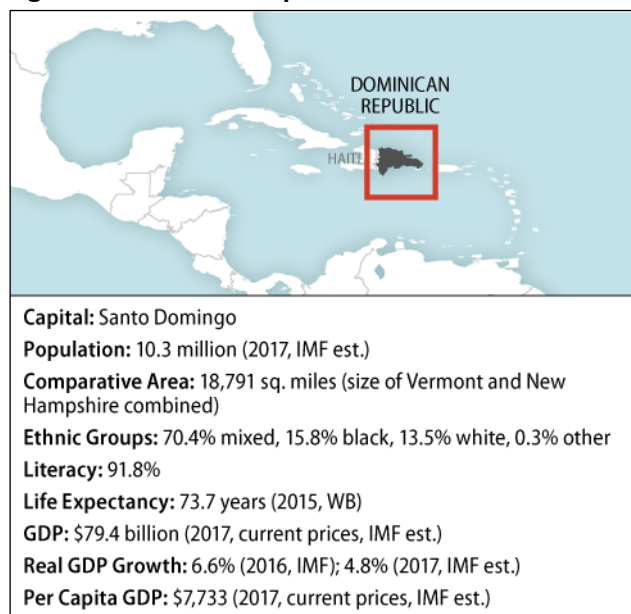 DOMINICAN
REPUBLIC
HAITI
Capital: Santo Domingo
Population: 10.3 million (2017, IMF est.)
Comparative Area: 18,791 sq. miles (size of Vermont and New
Hampshire combined)
Ethnic Groups: 70.4% mixed, 15.8% black, 13.5% white, 0.3% other
Literacy: 91.8%
Life Expectancy: 73.7 years (2015, WB)
GDP: $79.4 billion (2017, current prices, IMF est.)
Real GDP Growth: 6.6% (2016, IMF); 4.8% (2017, IMF est.)
Per Capita GDP: $7,733 (2017, current prices, IMF est.)